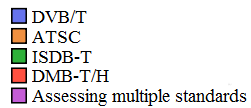 DVB/T
ATSC
ISDB-T
DMB-T/H
Assessing multiple standards